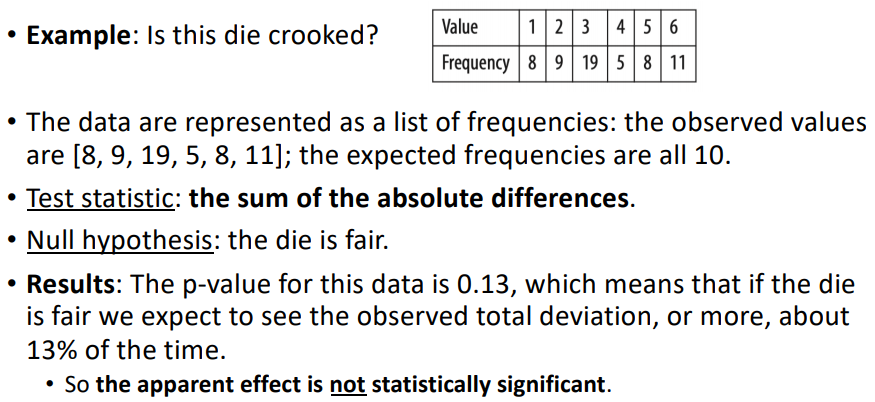 • Example: Is this die crooked?
Value 1 2 3 4 5 6
Frequency 8 9 19 5 8 11
• The data are represented as a list of frequencies: the observed values
are [8, 9, 19, 5, 8, 11]; the expected frequencies are all 10.
• Test statistic: the sum of the absolute differences.
• Null hypothesis: the die is fair.
• Results: The p-value for this data is 0.13, which means that if the die
is fair we expect to see the observed total deviation, or more, about
13% of the time.
• So the apparent effect is not statistically significant.